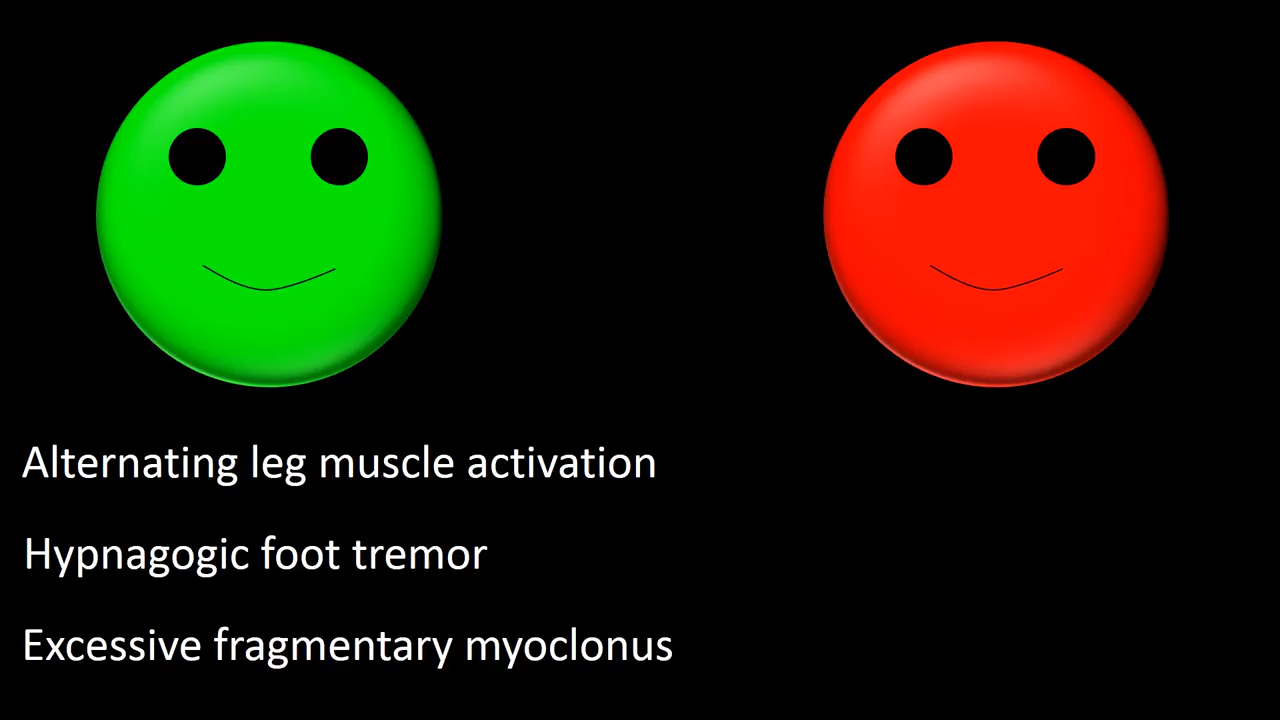 Alternating leg muscle activation
Hypnagogic foot tremor
Excessive fragmentary myoclonus